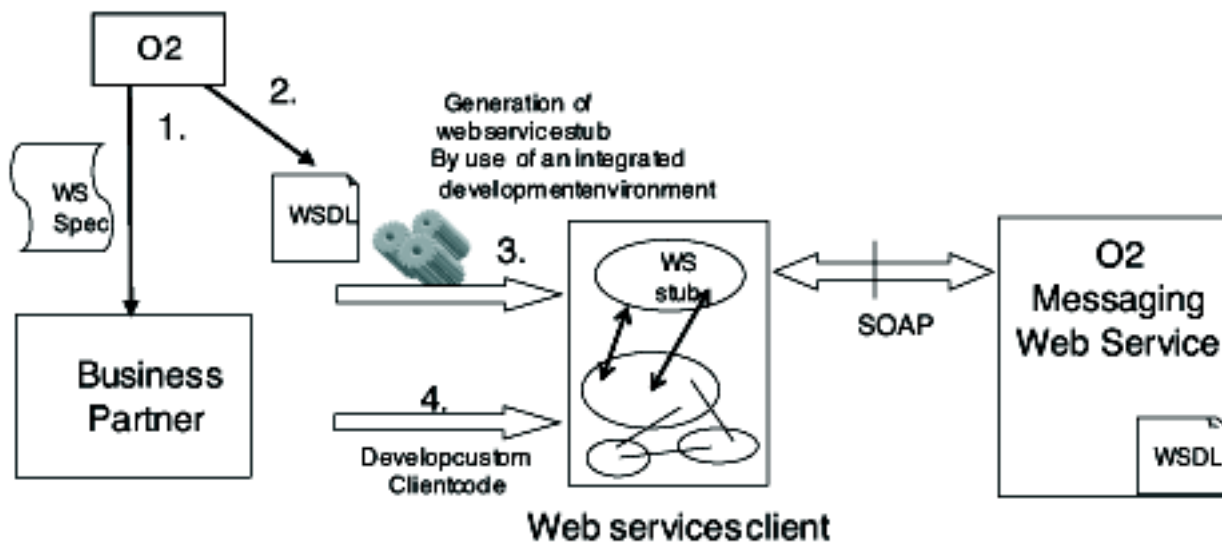 O2
1.
2.
WS
Spec
WSDL
Generation of
webservicestub
By use of an integrated
developmentenvironment
3.
Business
Partner
4.
Developcustom
Clientcode
WS
stub
Web servicesclient
SOAP
O2
Messaging
Web Service
WSDL